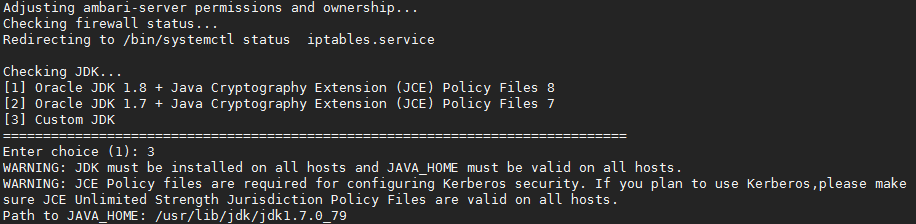 Adjusting ambari-server permissions and ownership...
Checking firewall status...
Redirecting to /bin/systemctl status  iptables.service
Checking JDK...
[1] Oracle JDK 1.8 + Java Cryptography Extension (JCE) Policy Files 8
[2] Oracle JDK 1.7 + Java Cryptography Extension (JCE) Policy Files 7
[3] Custom JDK
==============================================================================
Enter choice (1): 3
WARNING: JDK must be installed on all hosts and JAVA_HOME must be valid on all hosts.
WARNING: JCE Policy files are required for configuring Kerberos security. If you plan to use Kerberos,please make
sure JCE Unlimited Strength Jurisdiction Policy Files are valid on all hosts.
Path to JAVA_HOME: /usr/lib/jdk/jdk1.7.0_79